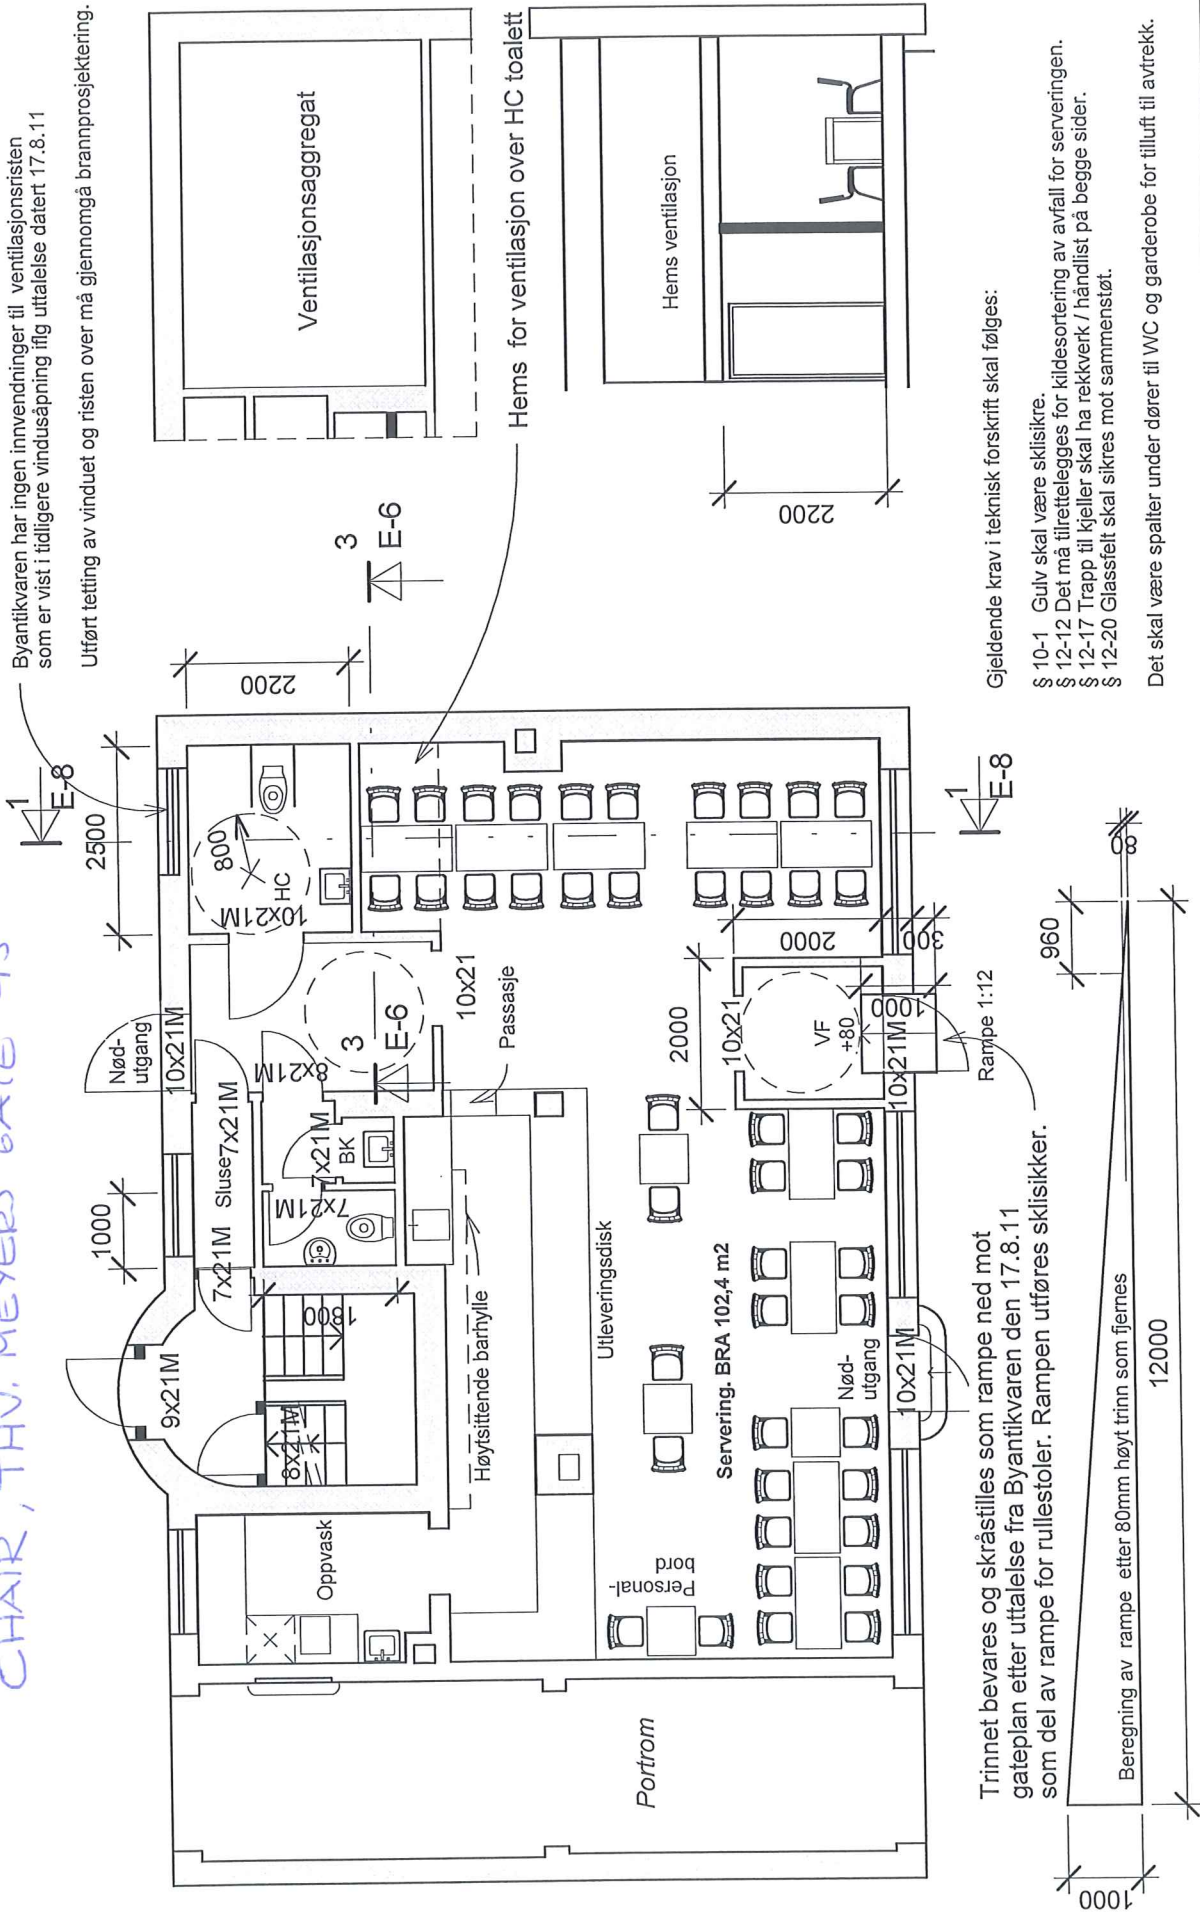 CHAIR, THV. MEYERS GATE
Byantikvaren har ingen innvendninger til ventilasjonsristen
som er vist i tidligere vindusåpning iflg uttalelse datert 17.8.11
Utført tetting av vinduet og risten over må gjennomgå brannprosjektering.
Ventilasjonsaggregat
Hems for ventilasjon over HC toalett
Hems ventilasjon
2200
1
E-8
2500
2200
3
E-6
800
HC
10x21M
Nød-
utgang
10x21M
1000
Sluse
7x21M
7x21M
8x21M
7x21M
BK
7x21M
3
E-6
10x21
Passasje
9x21M
8x21M
1800
Oppvask
Høytsittende barhylle
Utleveringsdisk
Servering. BRA 102,4 m2
Personal-
bord
Portrom
2000
2000
10x21
VF
+80
1000
300
10x21M
Rampe 1:12
Nød-
utgang
10x21M
1
E-8
Gjeldende krav i teknisk forskrift skal følges:
§ 10-1 Gulv skal være sklisikre.
§ 12-12 Det må tilrettelegges for kildesortering av avfall for serveringen.
§ 12-17 Trapp til kjeller skal ha rekkverk / håndlist på begge sider.
§ 12-20 Glassfelt skal sikres mot sammenstøt.
Det skal være spalter under dører til WC og garderobe for tilluft til avtrekk.
Trinnet bevares og skråstilles som rampe ned mot
gateplan etter uttalelse fra Byantikvaren den 17.8.11
som del av rampe for rullestoler. Rampen utføres sklisikker.
960
80
Beregning av rampe etter 80mm høyt trinn som fjernes
1000
12000